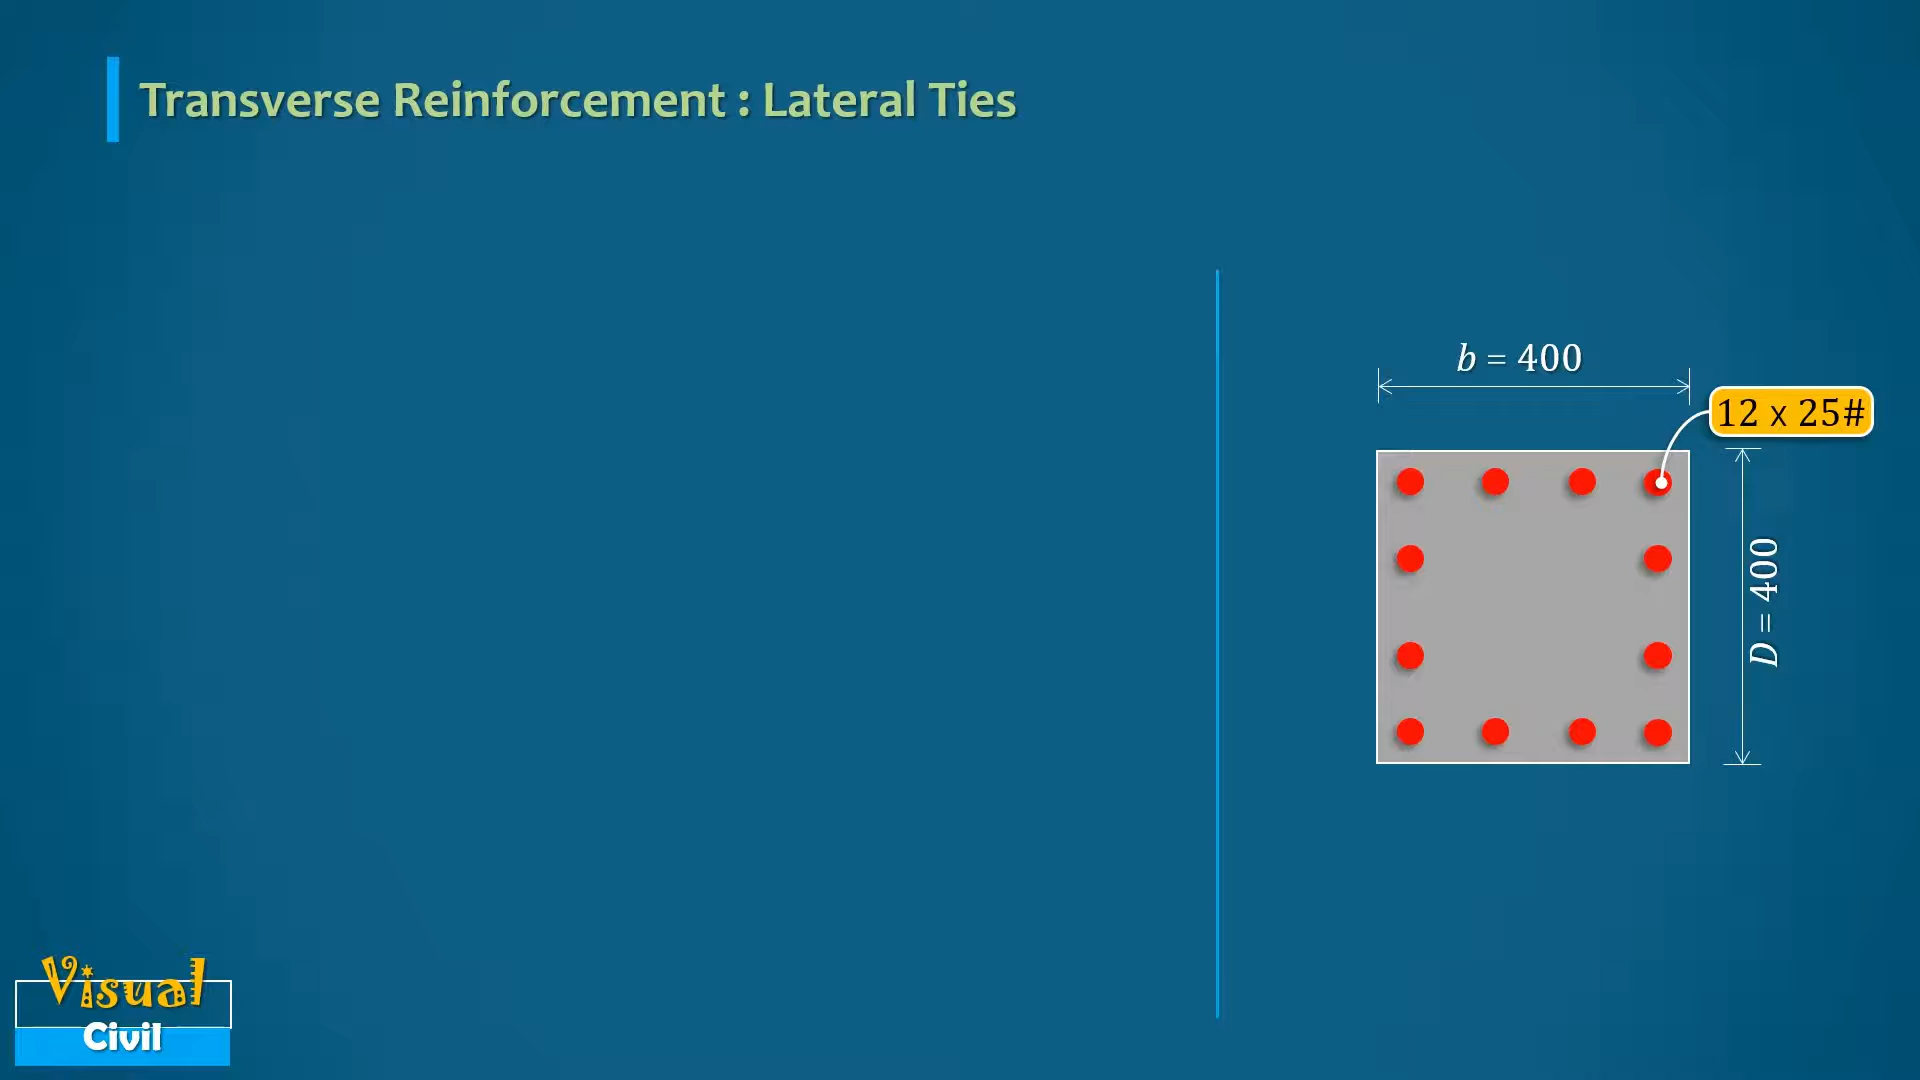 Transverse Reinforcement : Lateral Ties
b = 400
12 x 25#
D = 400
Visual
Civil